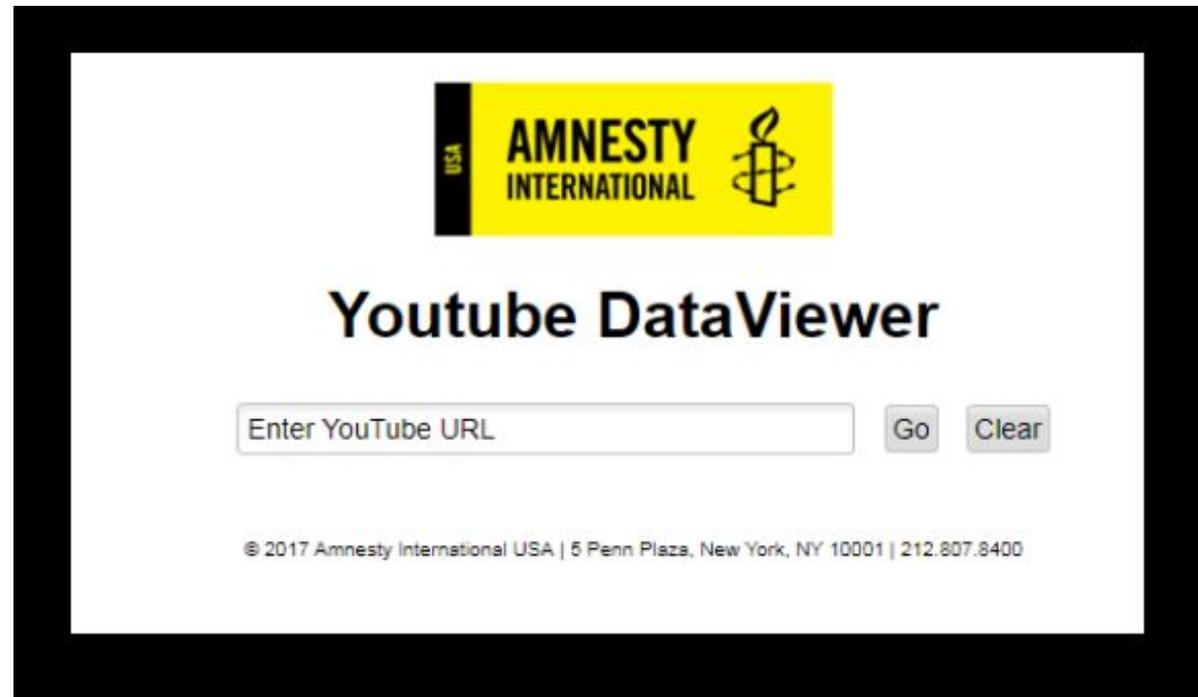 USA
AMNESTY
INTERNATIONAL
Youtube DataViewer
Enter YouTube URL Go Clear
© 2017 Amnesty International USA | 5 Penn Plaza, New York, NY 10001 | 212.807.8400